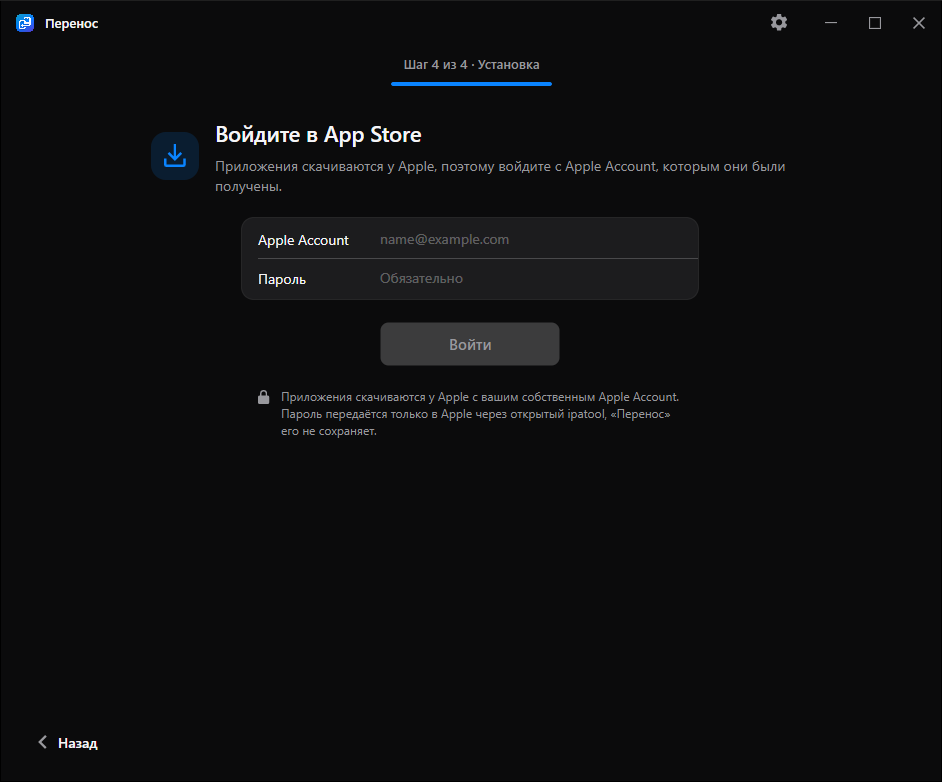 Перенос
Шаг 4 из 4 · Установка
Войдите в App Store
Приложения скачиваются у Apple, поэтому войдите с Apple Account, которым они были
получены.
Apple Account name@example.com
Пароль Обязательно
Войти
Приложения скачиваются у Apple с вашим собственным Apple Account.
Пароль передаётся только в Apple через открытый ipatool, «Перенос»
его не сохраняет.
Назад